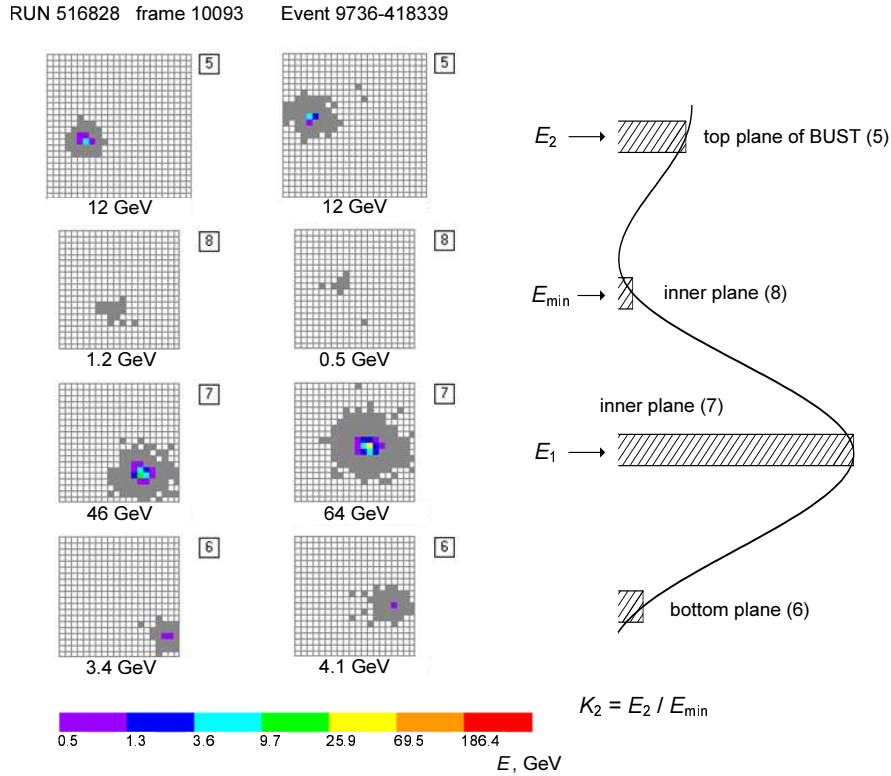 RUN 516828 frame 10093 Event 9736-418339
5
5
12 GeV
12 GeV
E2
top plane of BUST (5)
8
8
1.2 GeV
0.5 GeV
Emin
inner plane (8)
7
7
46 GeV
64 GeV
inner plane (7)
E1
6
6
3.4 GeV
4.1 GeV
bottom plane (6)
K2 = E2 / Emin
0.5 1.3 3.6 9.7 25.9 69.5 186.4
E, GeV